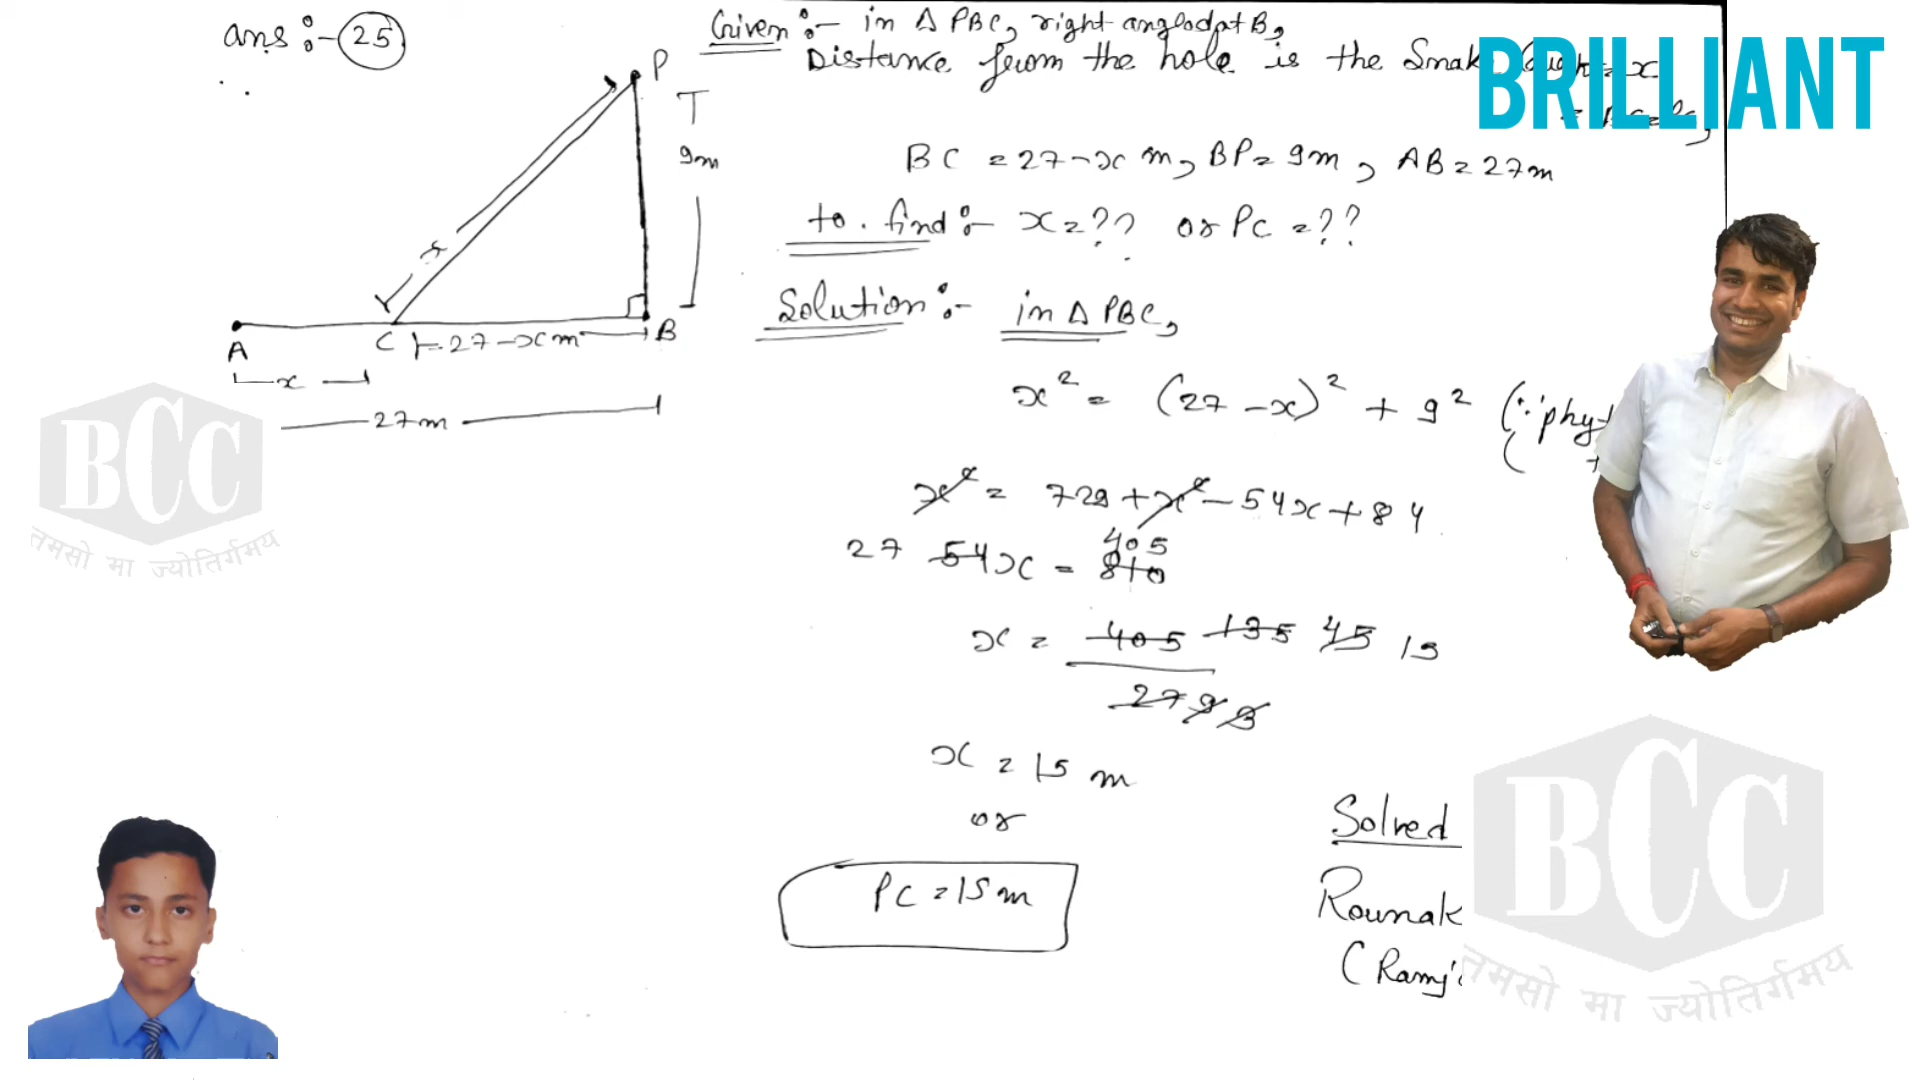 ans :- 25
Given :- in Δ PBC, right angled at B,
Distance from the hole is the Snake
BRILLIANT
BC = 27-x m, BP = 9m, AB = 27m
to. find :- x = ?? or PC = ??
Solution :- in Δ PBC,
P
T
9m
x
A
C
27-x m
B
x
27m
x² = (27-x)² + 9² (∵ phy
x² = 729 + x² - 54x + 81
27 54x = 810 405
x = 405 135 45 15
27 9 3
x = 15 m
or
PC = 15 m
Solved
Rounak
(Ramji
BCC
तमसो मा ज्योतिर्गमय
BCC
तमसो मा ज्योतिर्गमय